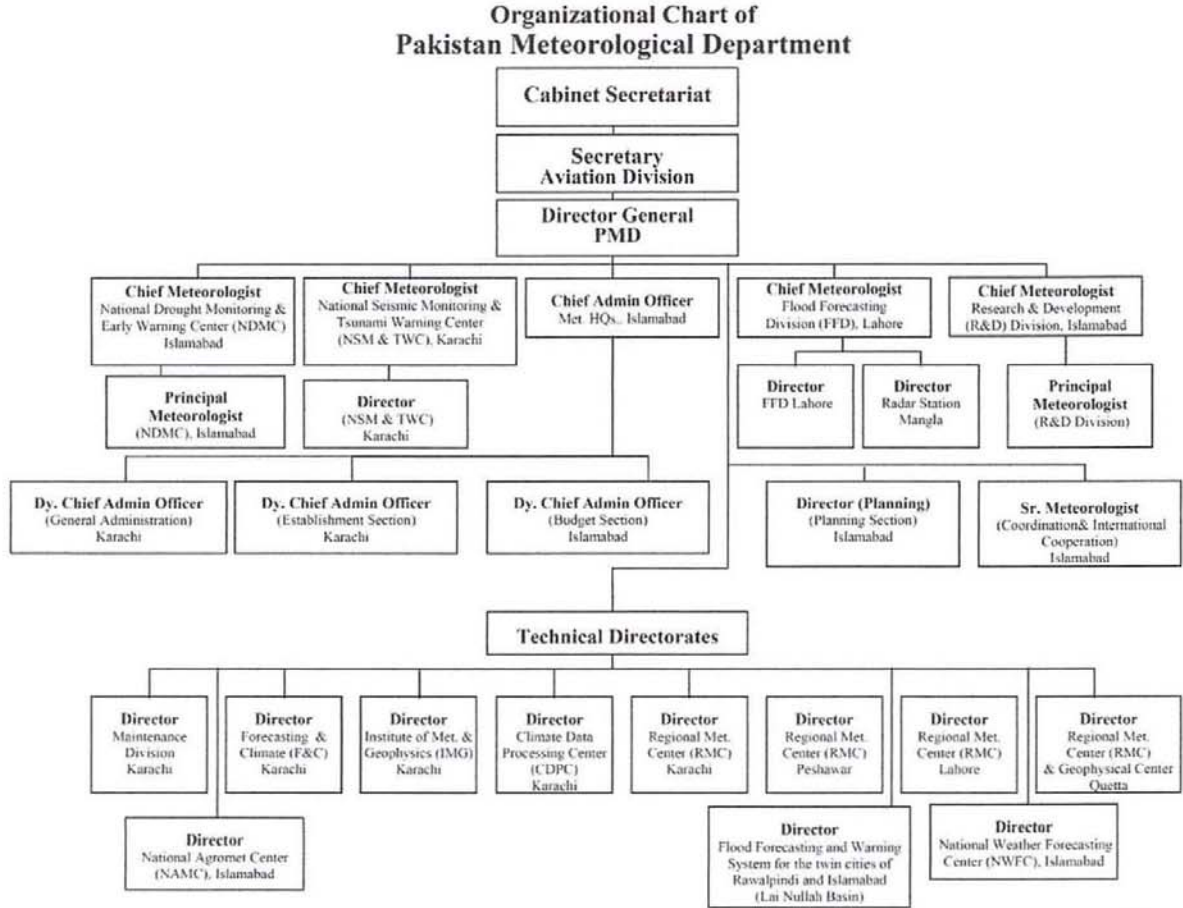 Organizational Chart of
Pakistan Meteorological Department
Cabinet Secretariat
Secretary
Aviation Division
Director General
PMD
Chief Meteorologist
National Drought Monitoring &
Early Warning Center (NDMC)
Islamabad
Chief Meteorologist
National Seismic Monitoring &
Tsunami Warning Center
(NSM & TWC), Karachi
Chief Admin Officer
Met. HQs., Islamabad
Chief Meteorologist
Flood Forecasting
Division (FFD), Lahore
Chief Meteorologist
Research & Development
(R&D) Division, Islamabad
Principal
Meteorologist
(NDMC), Islamabad
Director
(NSM & TWC)
Karachi
Director
FFD Lahore
Director
Radar Station
Mangla
Principal
Meteorologist
(R&D Division)
Dy. Chief Admin Officer
(General Administration)
Karachi
Dy. Chief Admin Officer
(Establishment Section)
Karachi
Dy. Chief Admin Officer
(Budget Section)
Islamabad
Director (Planning)
(Planning Section)
Islamabad
Sr. Meteorologist
(Coordination& International
Cooperation)
Islamabad
Technical Directorates
Director
Maintenance
Division
Karachi
Director
Forecasting &
Climate (F&C)
Karachi
Director
Institute of Met. &
Geophysics (IMG)
Karachi
Director
Climate Data
Processing Center
(CDPC)
Karachi
Director
Regional Met.
Center (RMC)
Karachi
Director
Regional Met.
Center (RMC)
Peshawar
Director
Regional Met.
Center (RMC)
Lahore
Director
Regional Met.
Center (RMC)
& Geophysical Center
Quetta
Director
National Agromet Center
(NAMC), Islamabad
Director
Flood Forecasting and Warning
System for the twin cities of
Rawalpindi and Islamabad
(Lai Nullah Basin)
Director
National Weather Forecasting
Center (NWFC), Islamabad